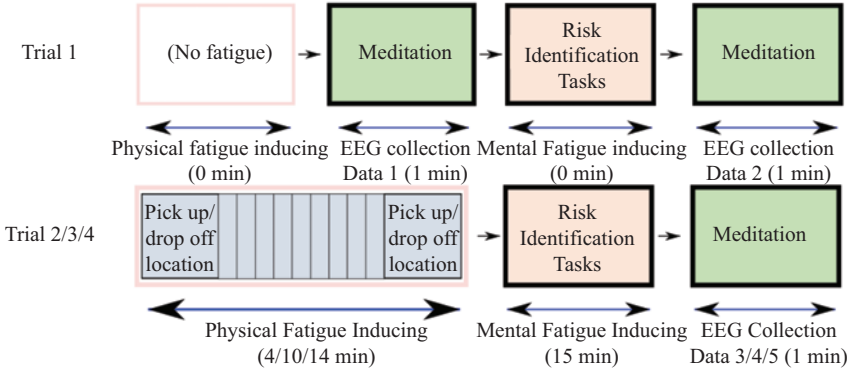 Trial 1
(No fatigue)
Meditation
Risk
Identification
Tasks
Meditation
Physical fatigue inducing
(0 min)
EEG collection
Data 1 (1 min)
Mental Fatigue inducing
(0 min)
EEG collection
Data 2 (1 min)
Trial 2/3/4
Pick up/
drop off
location
Pick up/
drop off
location
Risk
Identification
Tasks
Meditation
Physical Fatigue Inducing
(4/10/14 min)
Mental Fatigue Inducing
(15 min)
EEG Collection
Data 3/4/5 (1 min)